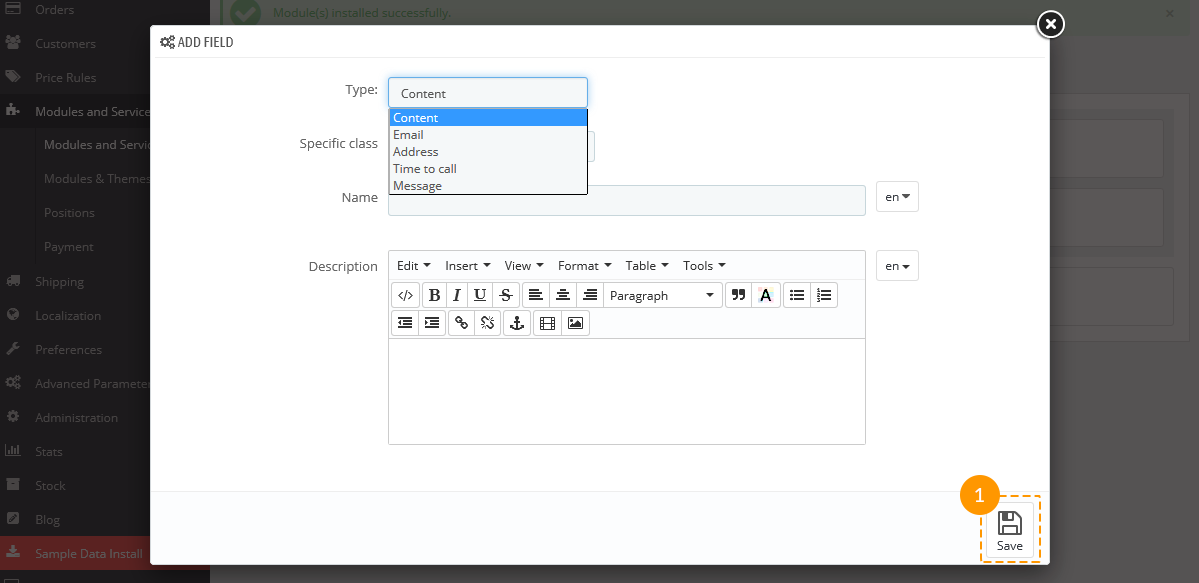 Orders
Customers
Price Rules
Modules and Service
Modules and Servic
Modules & Themes
Positions
Payment
Shipping
Localization
Preferences
Advanced Parameter
Administration
Stats
Stock
Blog
Sample Data Install
Module(s) installed successfully.
ADD FIELD
Type:
Content
Content
Email
Address
Time to call
Message
Specific class
Name
en
Description
Edit Insert View Format Table Tools
en
B I U S Paragraph A
1
Save